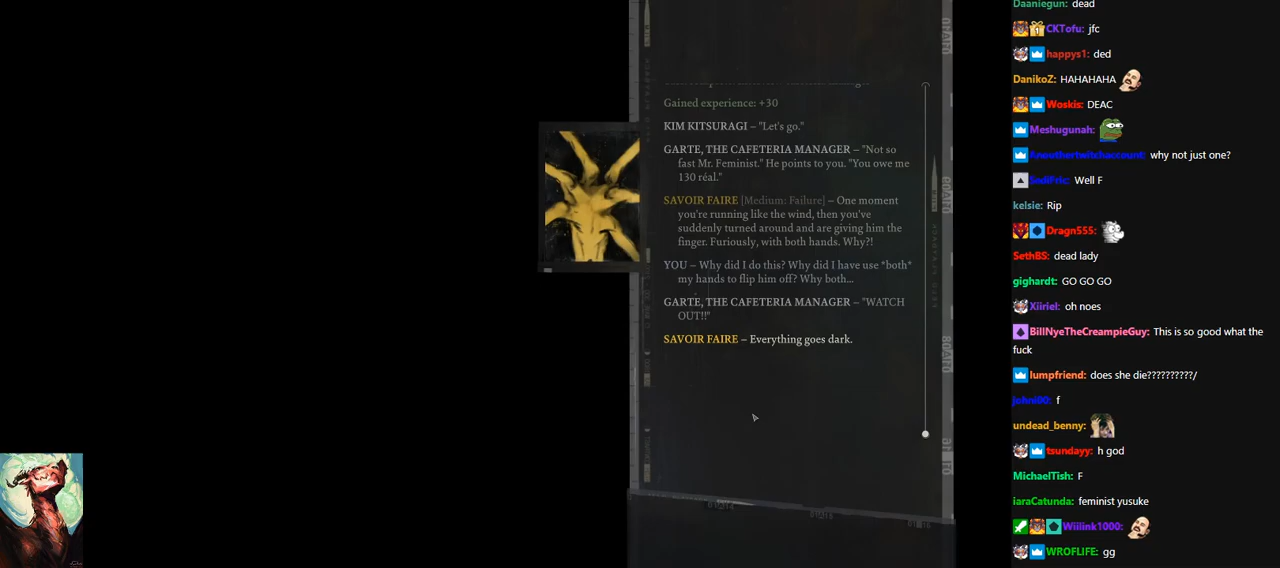 Gained experience: +30
KIM KITSURAGI – "Let's go."
GARTE, THE CAFETERIA MANAGER – "Not so
fast Mr. Feminist." He points to you. "You owe me
130 réal."
SAVOIR FAIRE [Medium: Failure] – One moment
you're running like the wind, then you've
suddenly turned around and are giving him the
finger. Furiously, with both hands. Why?!
YOU – Why did I do this? Why did I have use *both*
my hands to flip him off? Why both...
GARTE, THE CAFETERIA MANAGER – "WATCH
OUT!!"
SAVOIR FAIRE – Everything goes dark.
Daaniegun: dead
CKTofu: jfc
happys1: ded
DanikoZ: HAHAHAHA
Woskis: DEAC
Meshugunah:
Anouthertwitchaccount: why not just one?
Well F
kelsie: Rip
Dragn555:
SethBS: dead lady
gighardt: GO GO GO
Xiiriel: oh noes
BillNyeTheCreampieGuy: This is so good what the
fuck
lumpfriend: does she die??????????/
f
undead_benny:
tsundayy: h god
MichaelTish: F
iaraCatunda: feminist yusuke
Wiilink1000:
WROFLIFE: gg